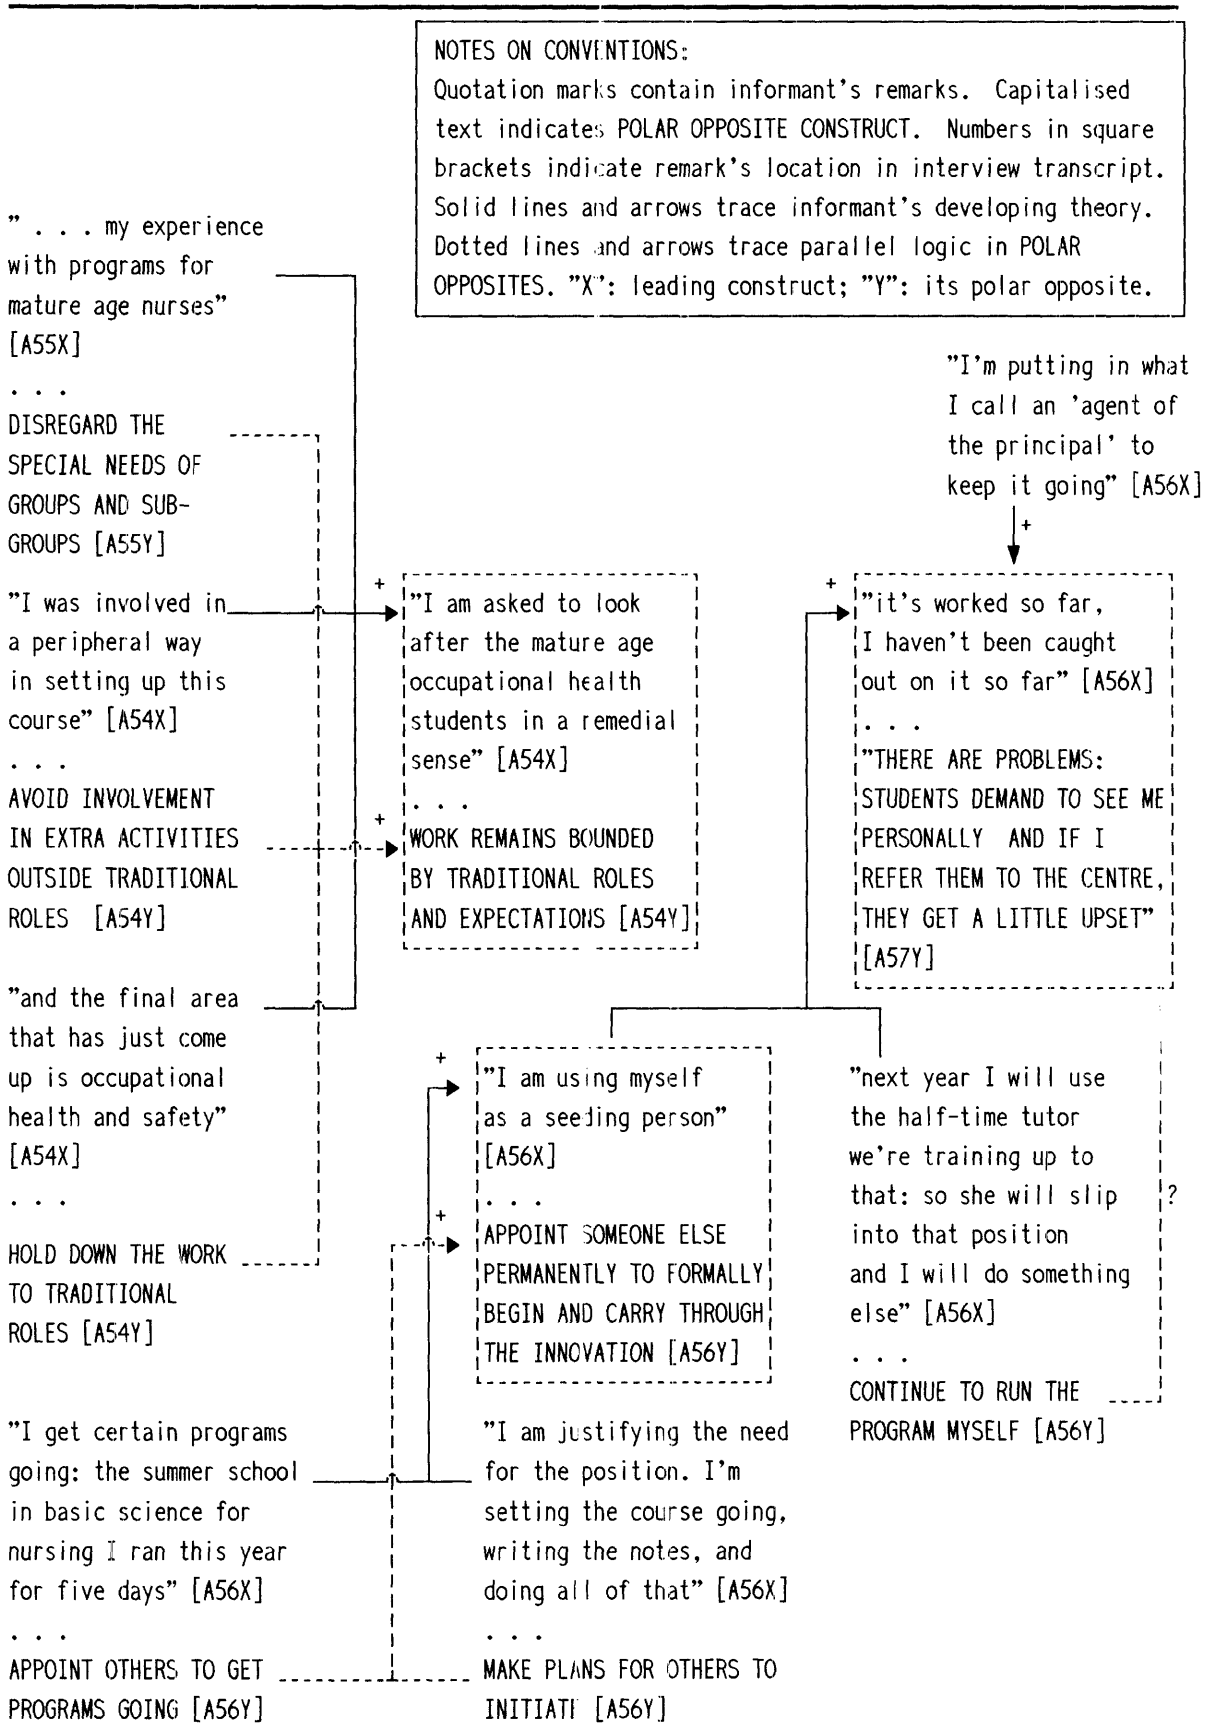 NOTES ON CONVENTIONS:
Quotation marks contain informant's remarks. Capitalised
text indicates POLAR OPPOSITE CONSTRUCT. Numbers in square
brackets indicate remark's location in interview transcript.
Solid lines and arrows trace informant's developing theory.
Dotted lines and arrows trace parallel logic in POLAR
OPPOSITES. "X": leading construct; "Y": its polar opposite.
" . . . my experience
with programs for
mature age nurses"
[A55X]
. . .
DISREGARD THE
SPECIAL NEEDS OF
GROUPS AND SUB-
GROUPS [A55Y]
"I was involved in
a peripheral way
in setting up this
course" [A54X]
. . .
AVOID INVOLVEMENT
IN EXTRA ACTIVITIES
OUTSIDE TRADITIONAL
ROLES [A54Y]
"and the final area
that has just come
up is occupational
health and safety"
[A54X]
. . .
HOLD DOWN THE WORK
TO TRADITIONAL
ROLES [A54Y]
+
"I am asked to look
after the mature age
occupational health
students in a remedial
sense" [A54X]
. . .
+
WORK REMAINS BOUNDED
BY TRADITIONAL ROLES
AND EXPECTATIONS [A54Y]
"I'm putting in what
I call an 'agent of
the principal' to
keep it going" [A56X]
+
+
"it's worked so far,
I haven't been caught
out on it so far" [A56X]
. . .
"THERE ARE PROBLEMS:
STUDENTS DEMAND TO SEE ME
PERSONALLY AND IF I
REFER THEM TO THE CENTRE,
THEY GET A LITTLE UPSET"
[A57Y]
+
"I am using myself
as a seeding person"
[A56X]
. . .
+
APPOINT SOMEONE ELSE
PERMANENTLY TO FORMALLY
BEGIN AND CARRY THROUGH
THE INNOVATION [A56Y]
"next year I will use
the half-time tutor
we're training up to
that: so she will slip
into that position
and I will do something
else" [A56X]
. . .
CONTINUE TO RUN THE
PROGRAM MYSELF [A56Y]
?
"I get certain programs
going: the summer school
in basic science for
nursing I ran this year
for five days" [A56X]
. . .
APPOINT OTHERS TO GET
PROGRAMS GOING [A56Y]
"I am justifying the need
for the position. I'm
setting the course going,
writing the notes, and
doing all of that" [A56X]
. . .
MAKE PLANS FOR OTHERS TO
INITIATE [A56Y]